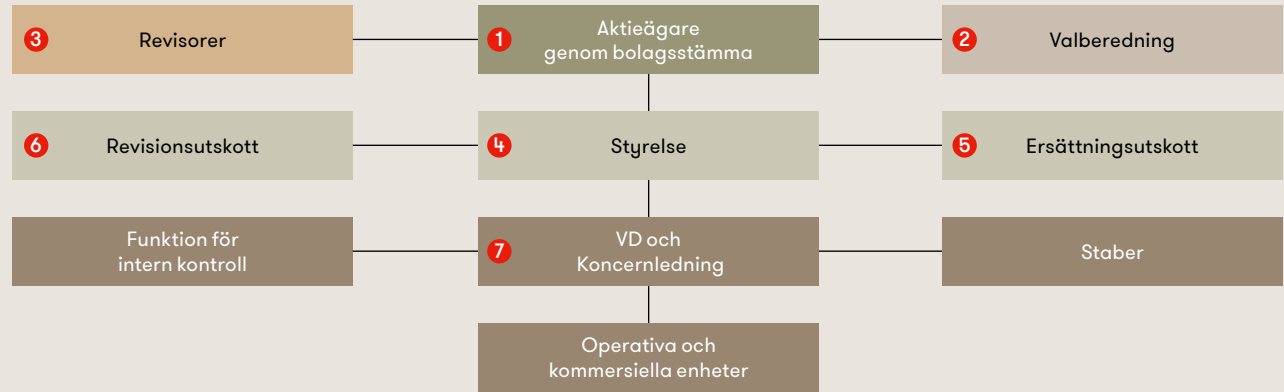 3 Revisorer
1 Aktieägare
genom bolagsstämma
2 Valberedning
6 Revisionsutskott
4 Styrelse
5 Ersättningsutskott
Funktion för
intern kontroll
7 VD och
Koncernledning
Staber
Operativa och
kommersiella enheter